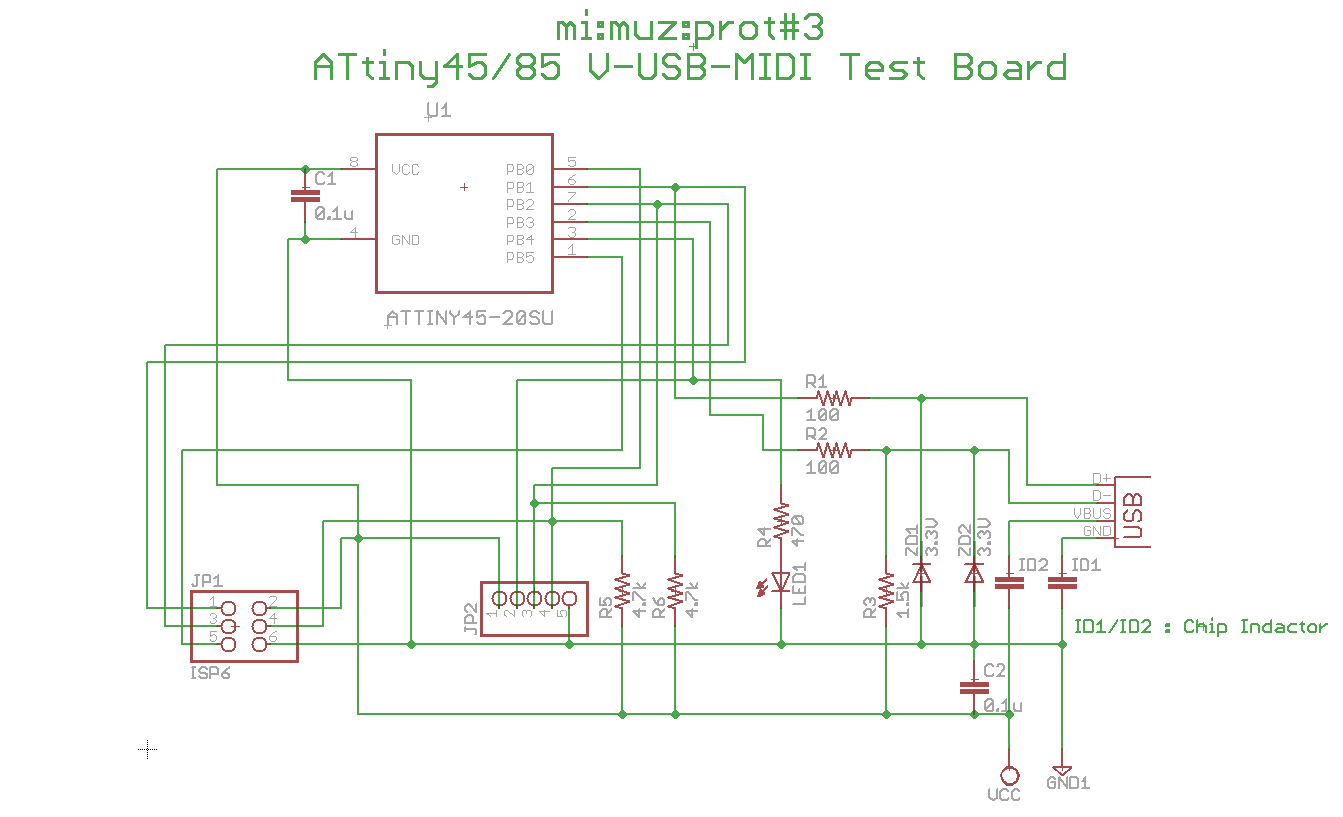 mi:muz:prot#3
ATtiny45/85 V-USB-MIDI Test Board
U1
8 VCC PB0 5
C1 PB1 6
PB2 7
0.1u PB3 2
4 GND PB4 3
PB5 1
ATTINY45-20SU
R1
100
R2
100
D+
D-
VBUS
GND
USB
R4
470
LED1
ZD1
3.3V
ZD2
3.3V
ID2
ID1
JP1
1 2
3 4
5 6
ISP6
JP2
1 2 3 4 5
R5
4.7k
R6
4.7k
R3
1.5k
ID1/ID2 : Chip Indactor
C2
0.1u
VCC
GND1